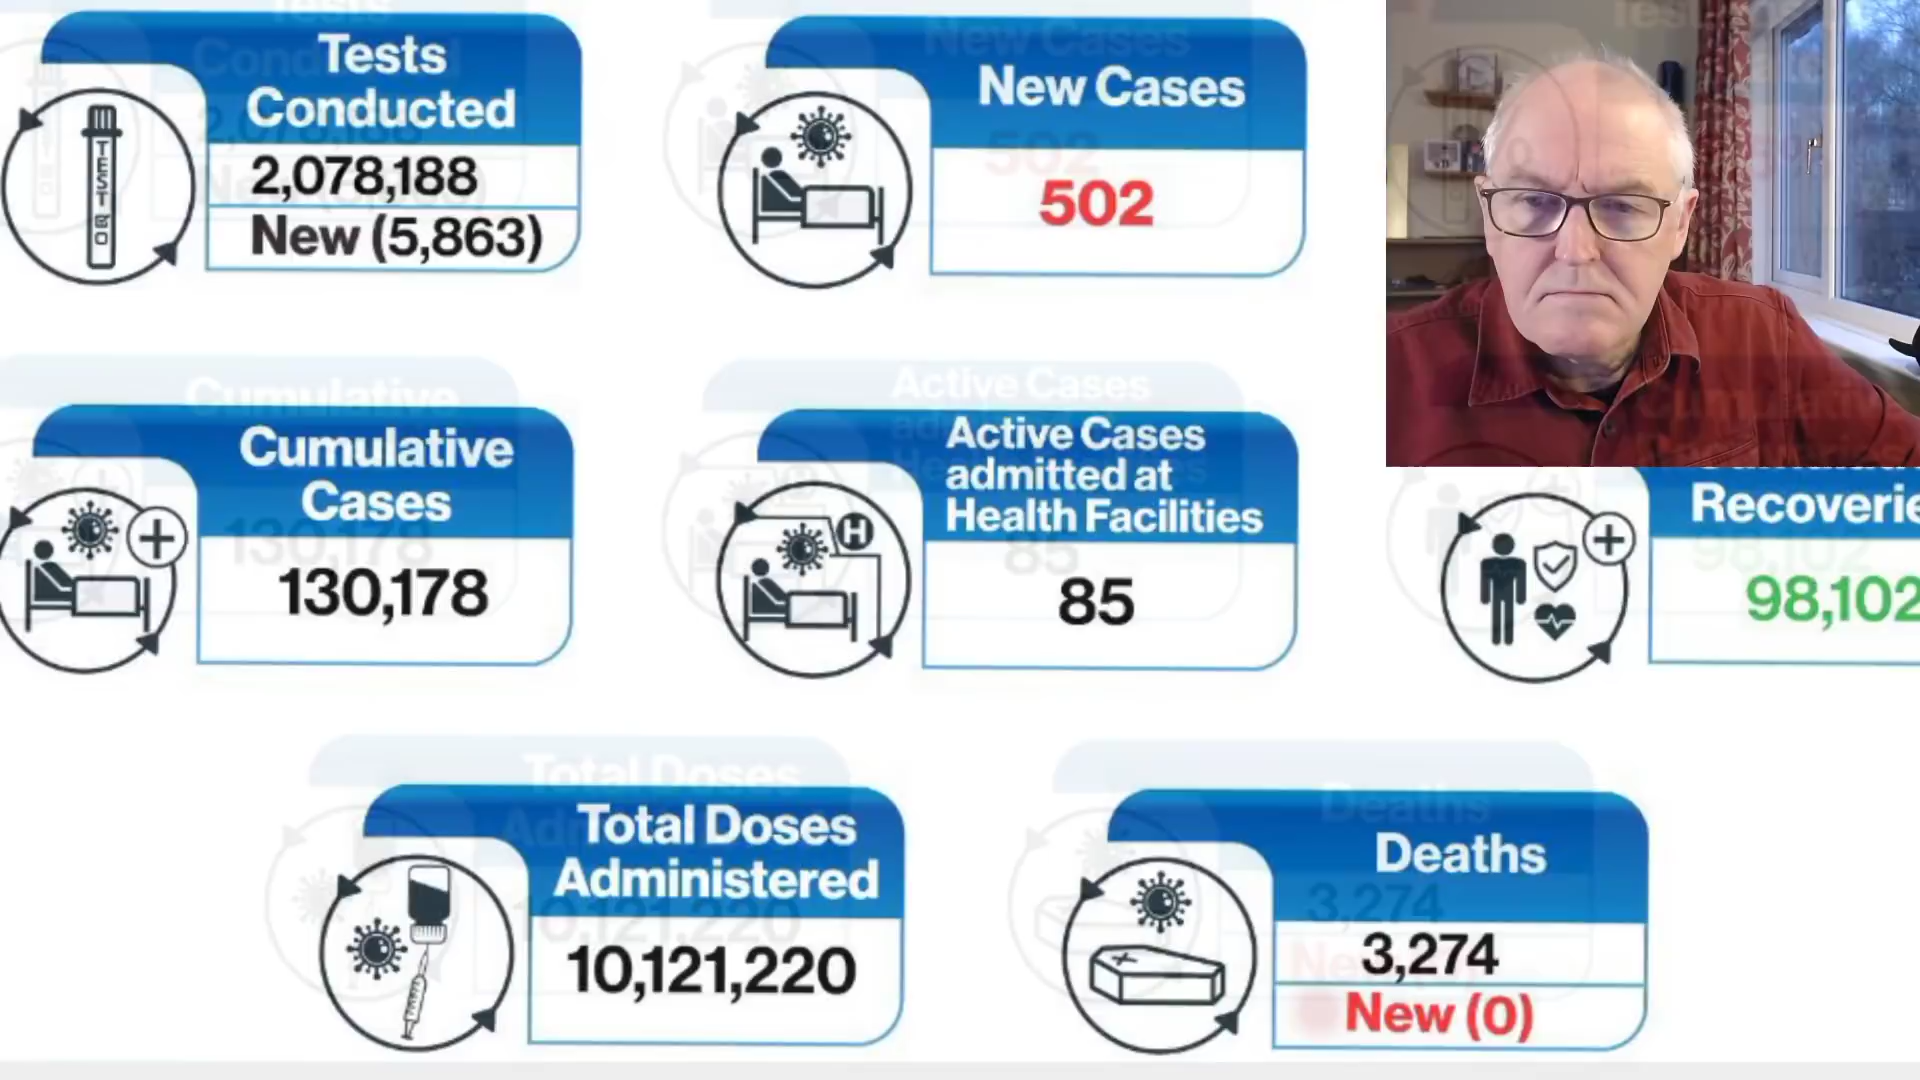 Tests
Conducted
2,078,188
New (5,863)
New Cases
502
Cumulative
Cases
130,178
Active Cases
admitted at
Health Facilities
85
Recoverie
98,102
Total Doses
Administered
10,121,220
Deaths
3,274
New (0)
TEST